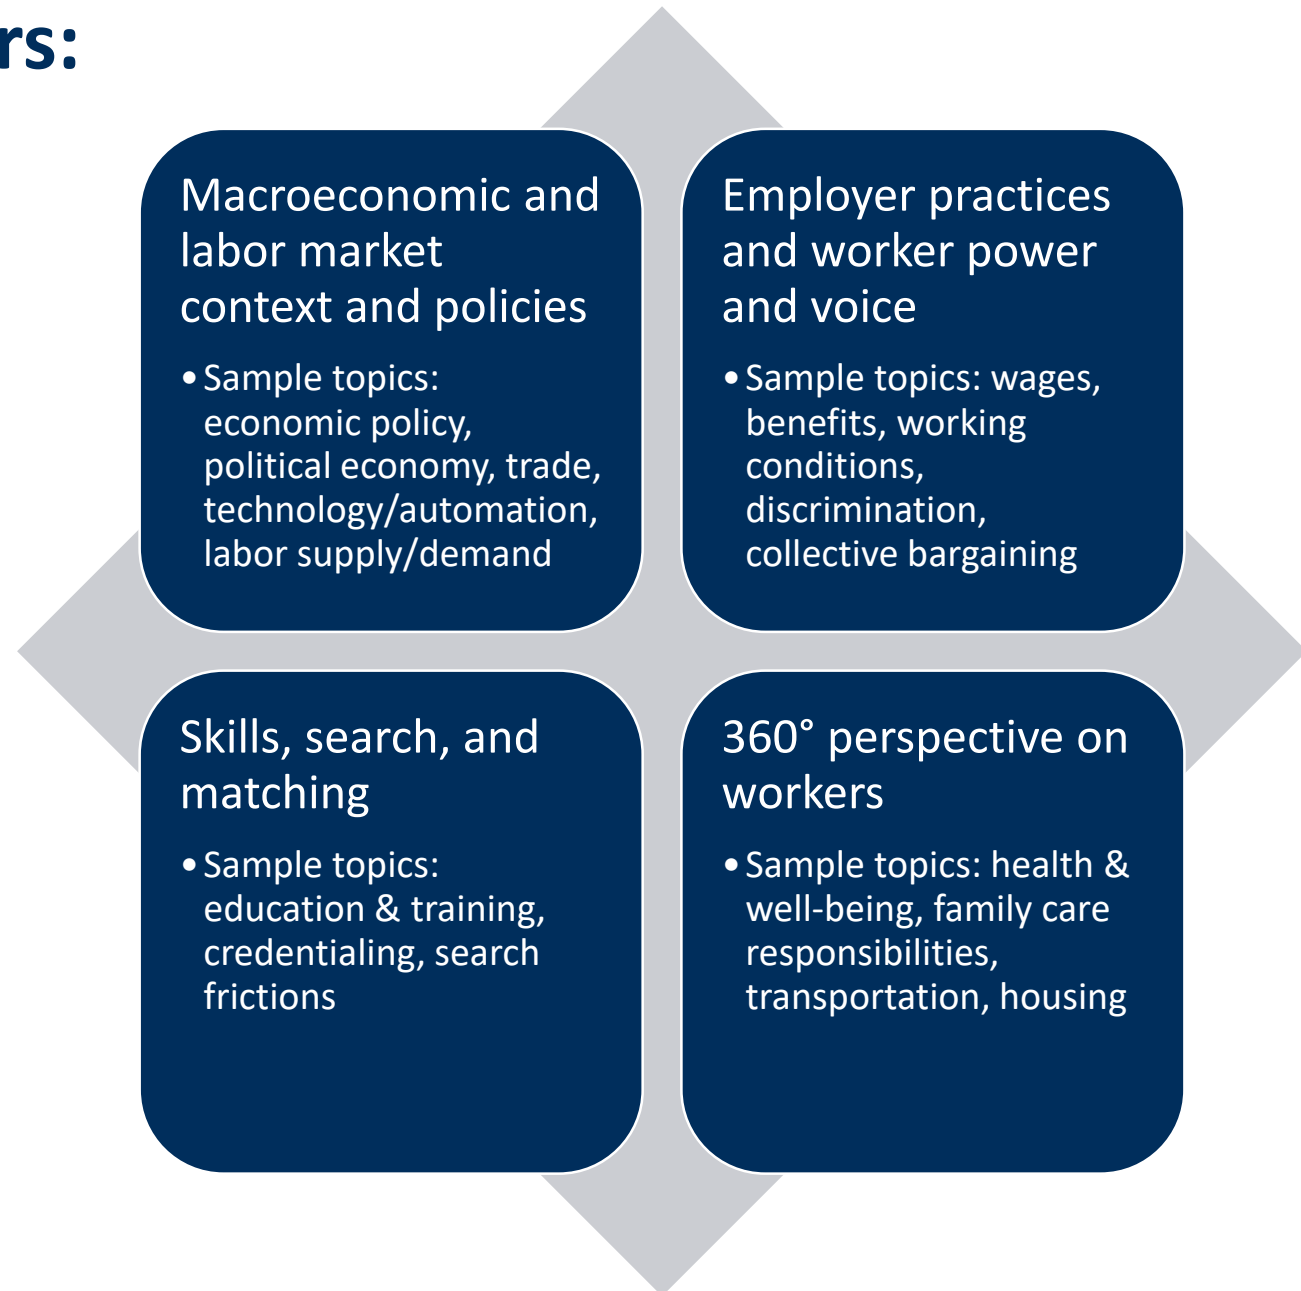 rs:
Macroeconomic and
labor market
context and policies
•Sample topics:
economic policy,
political economy, trade,
technology/automation,
labor supply/demand
Employer practices
and worker power
and voice
•Sample topics: wages,
benefits, working
conditions,
discrimination,
collective bargaining
Skills, search, and
matching
•Sample topics:
education & training,
credentialing, search
frictions
360° perspective on
workers
•Sample topics: health &
well-being, family care
responsibilities,
transportation, housing